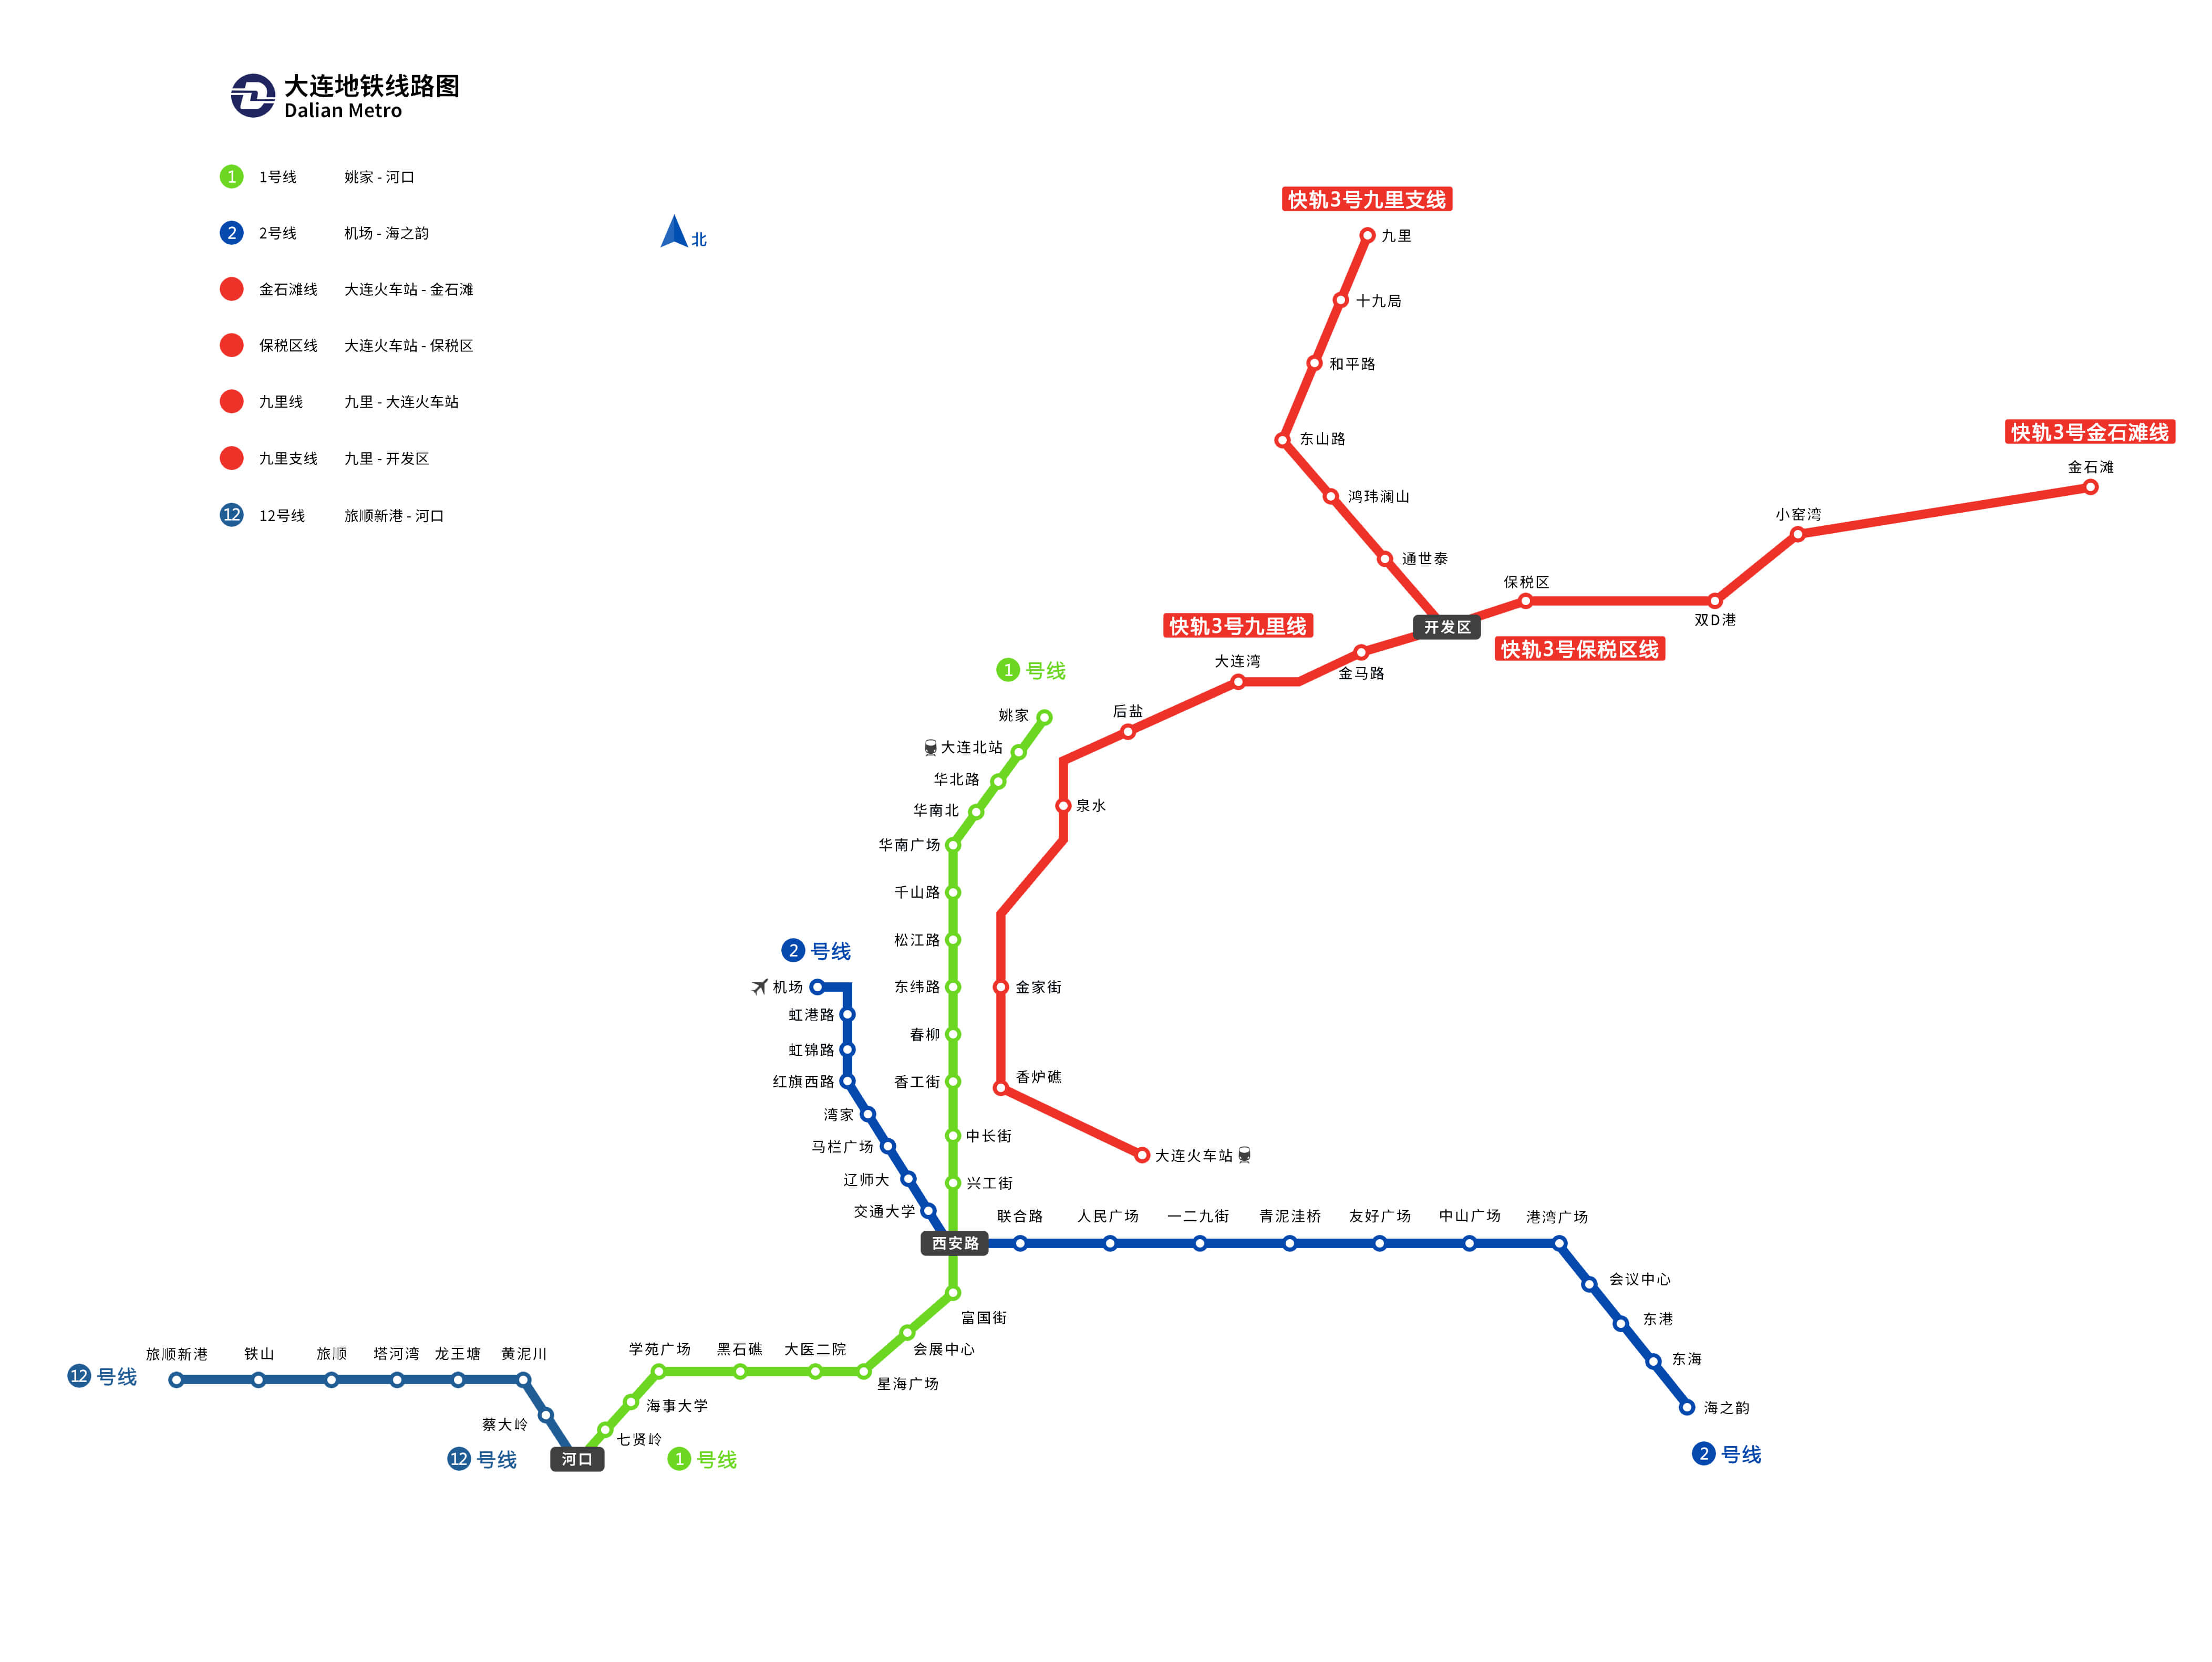 大连地铁线路图
Dalian Metro
1 1号线 姚家 - 河口
2 2号线 机场 - 海之韵
金石滩线 大连火车站 - 金石滩
保税区线 大连火车站 - 保税区
九里线 九里 - 大连火车站
九里支线 九里 - 开发区
12 12号线 旅顺新港 - 河口
北
快轨3号九里支线
九里
十九局
和平路
东山路
鸿玮澜山
通世泰
开发区
快轨3号金石滩线
金石滩
小窑湾
双D港
保税区
快轨3号保税区线
快轨3号九里线
金马路
大连湾
后盐
泉水
金家街
香炉礁
大连火车站
1 号线
姚家
大连北站
华北路
华南北
华南广场
千山路
松江路
东纬路
春柳
香工街
中长街
兴工街
西安路
富国街
会展中心
星海广场
大医二院
黑石礁
学苑广场
海事大学
七贤岭
1 号线
河口
2 号线
机场
虹港路
虹锦路
红旗西路
湾家
马栏广场
辽师大
交通大学
联合路
人民广场
一二九街
青泥洼桥
友好广场
中山广场
港湾广场
会议中心
东港
东海
海之韵
2 号线
12 号线
旅顺新港
铁山
旅顺
塔河湾
龙王塘
黄泥川
蔡大岭
12 号线